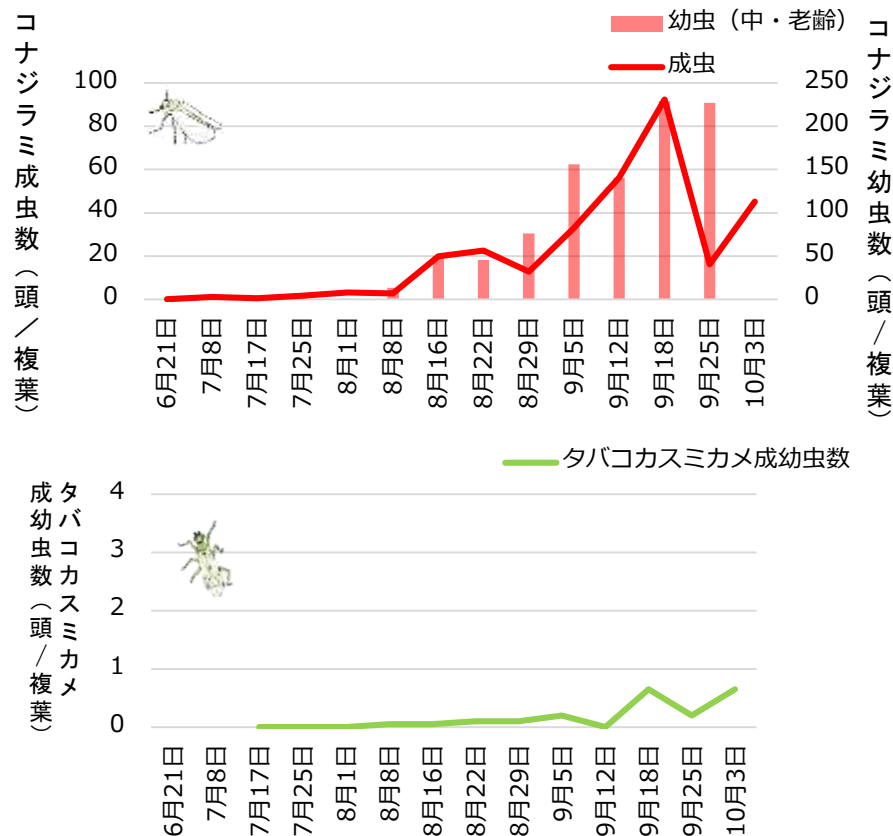 コナジラミ成虫数（頭／複葉）
幼虫（中・老齢）
成虫
コナジラミ幼虫数（頭/複葉）
100
80
60
40
20
0
250
200
150
100
50
0
6月21日
7月8日
7月17日
7月25日
8月1日
8月8日
8月16日
8月22日
8月29日
9月5日
9月12日
9月18日
9月25日
10月3日
タバコカスミカメ成幼虫数
タバコカスミカメ
成幼虫数（頭/複葉）
4
3
2
1
0
6月21日
7月8日
7月17日
7月25日
8月1日
8月8日
8月16日
8月22日
8月29日
9月5日
9月12日
9月18日
9月25日
10月3日